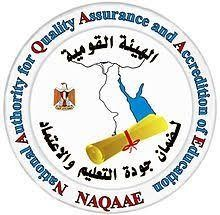 National Authority for Quality Assurance and Accreditation of Education
الهيئة القومية
لضمان جودة التعليم والاعتماد
NAQAAE